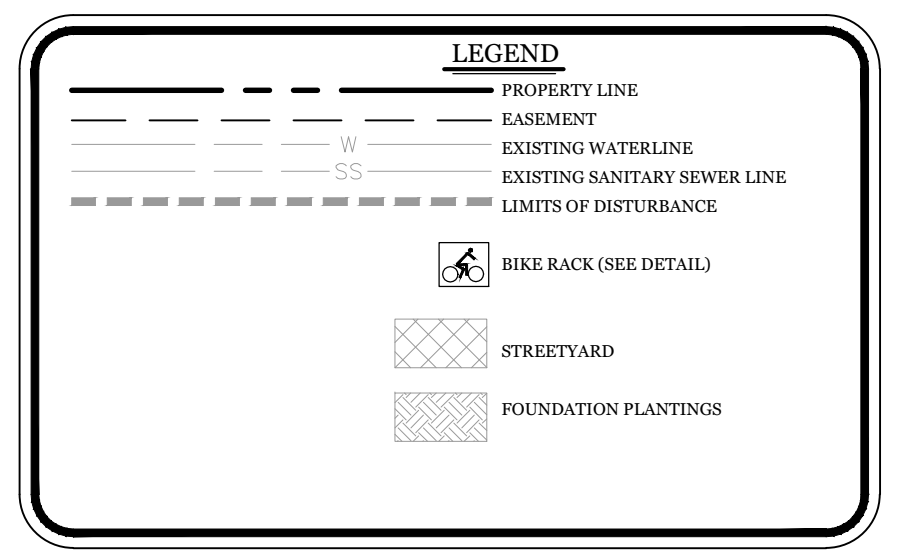 LEGEND
PROPERTY LINE
EASEMENT
W EXISTING WATERLINE
SS EXISTING SANITARY SEWER LINE
LIMITS OF DISTURBANCE
BIKE RACK (SEE DETAIL)
STREETYARD
FOUNDATION PLANTINGS